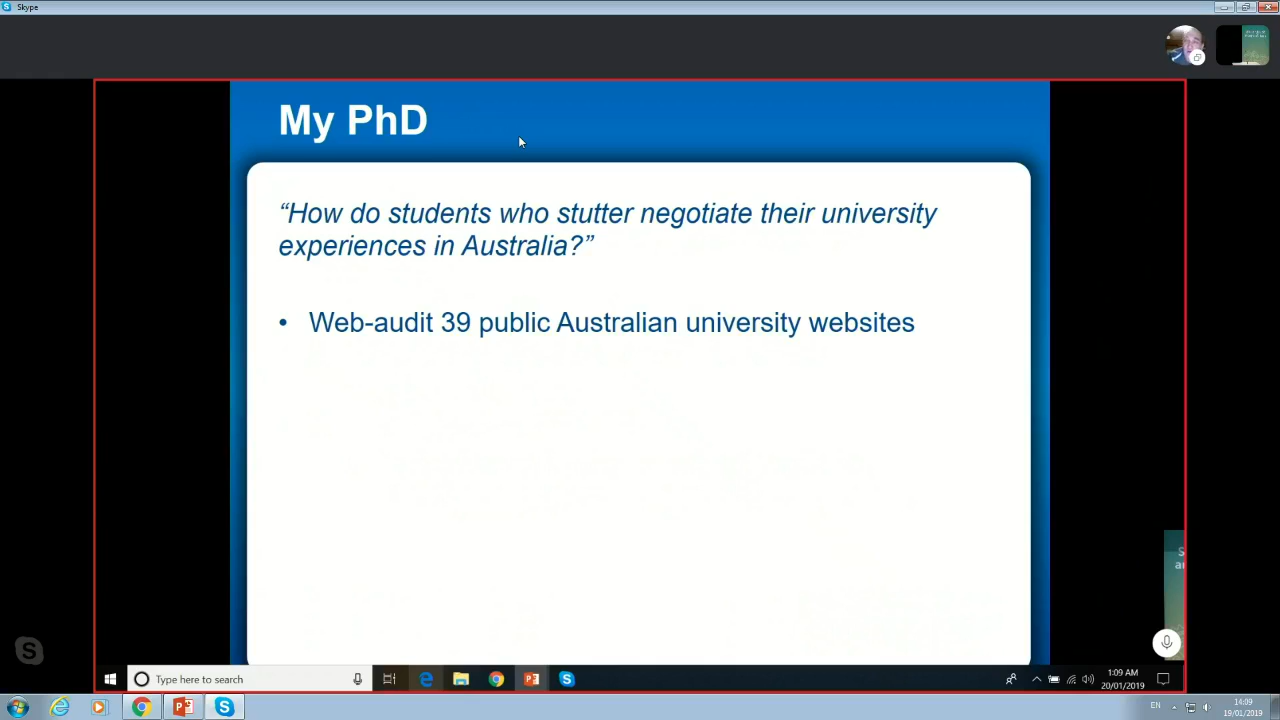 Skype
My PhD
“How do students who stutter negotiate their university
experiences in Australia?”
• Web-audit 39 public Australian university websites
S
a
Type here to search
1:09 AM
20/01/2019
EN
14:09
19/01/2019